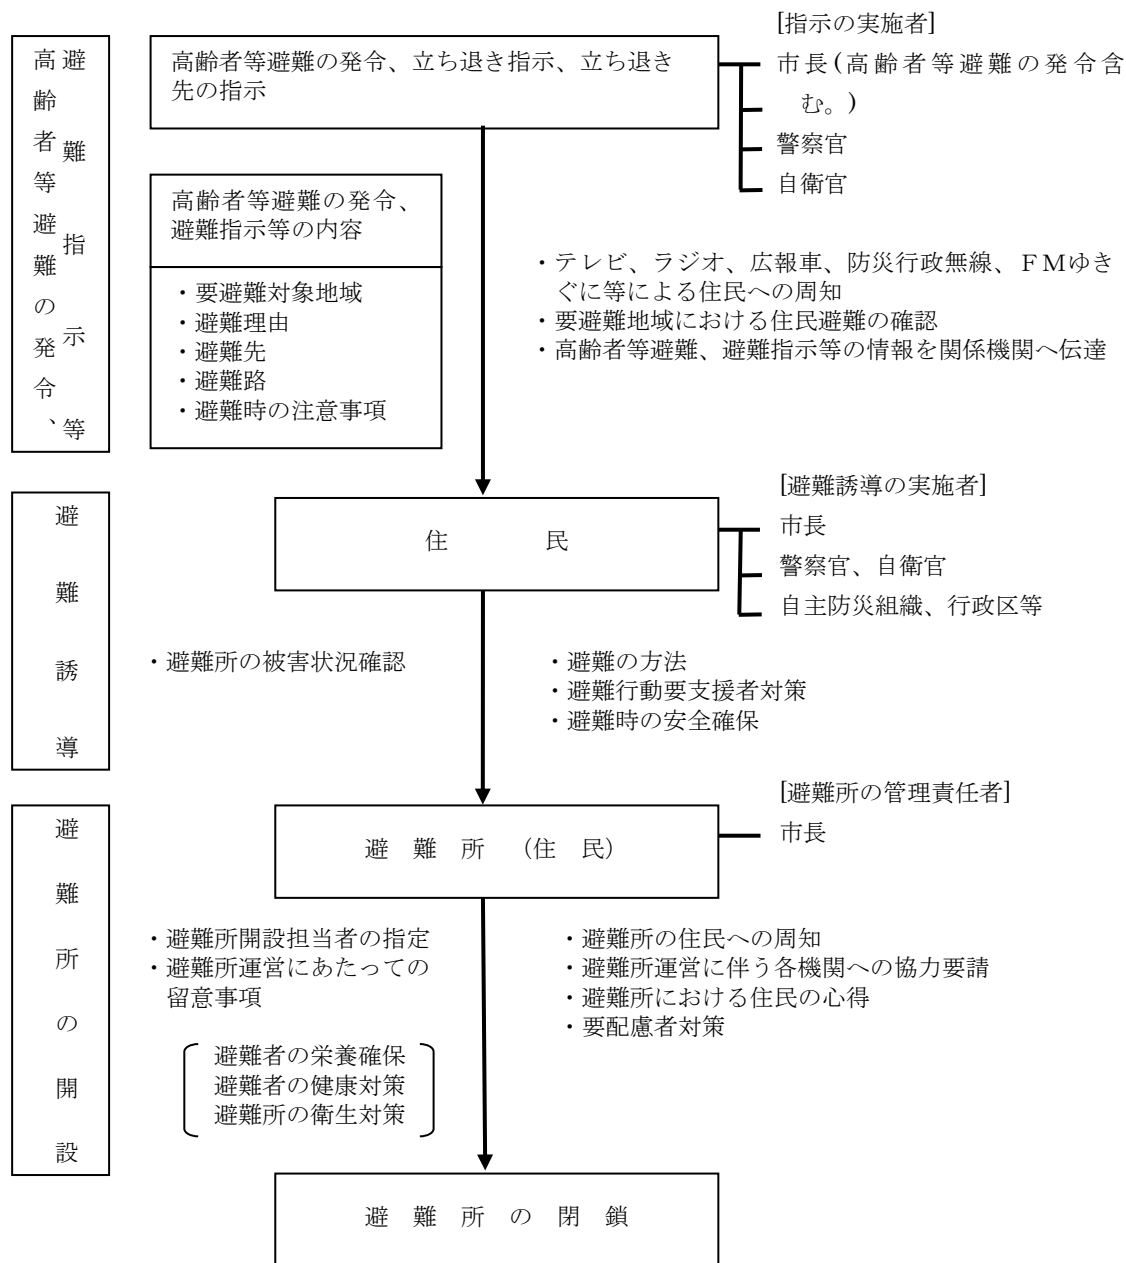 [指示の実施者]
高齢者等避難の発令、
避難指示等
高齢者等避難の発令、立ち退き指示、立ち退き
先の指示
市長(高齢者等避難の発令含
む。)
警察官
自衛官
高齢者等避難の発令、
避難指示等の内容
・要避難対象地域
・避難理由
・避難先
・避難路
・避難時の注意事項
・テレビ、ラジオ、広報車、防災行政無線、ＦＭゆき
ぐに等による住民への周知
・要避難地域における住民避難の確認
・高齢者等避難、避難指示等の情報を関係機関へ伝達
避難誘導
住　民
[避難誘導の実施者]
市長
警察官、自衛官
自主防災組織、行政区等
・避難所の被害状況確認
・避難の方法
・避難行動要支援者対策
・避難時の安全確保
避難所の開設
避　難　所　（住　民）
[避難所の管理責任者]
市長
・避難所開設担当者の指定
・避難所運営にあたっての
留意事項
避難者の栄養確保
避難者の健康対策
避難所の衛生対策
・避難所の住民への周知
・避難所運営に伴う各機関への協力要請
・避難所における住民の心得
・要配慮者対策
避　難　所　の　閉　鎖